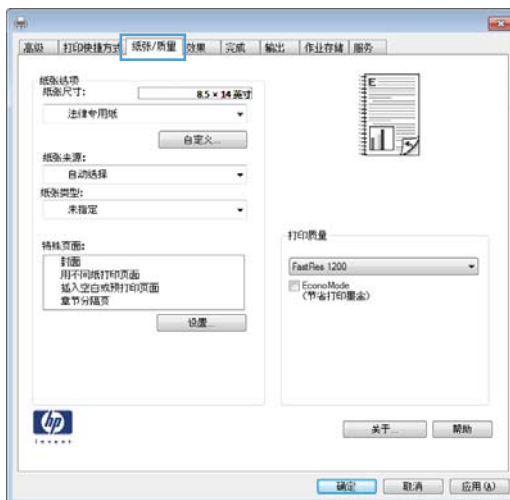 高级 打印快捷方式 纸张/质量 效果 完成 输出 作业存储 服务
纸张选项
纸张尺寸: 8.5 × 14 英寸
法律专用纸
自定义...
纸张来源:
自动选择
纸张类型:
未指定
特殊页面:
封面
用不同纸打印页面
插入空白或预打印页面
章节分隔页
设置...
E
打印质量
FastRes 1200
EconoMode
(节省打印墨盒)
hp
invent
关于... 帮助
确定 取消 应用(A)